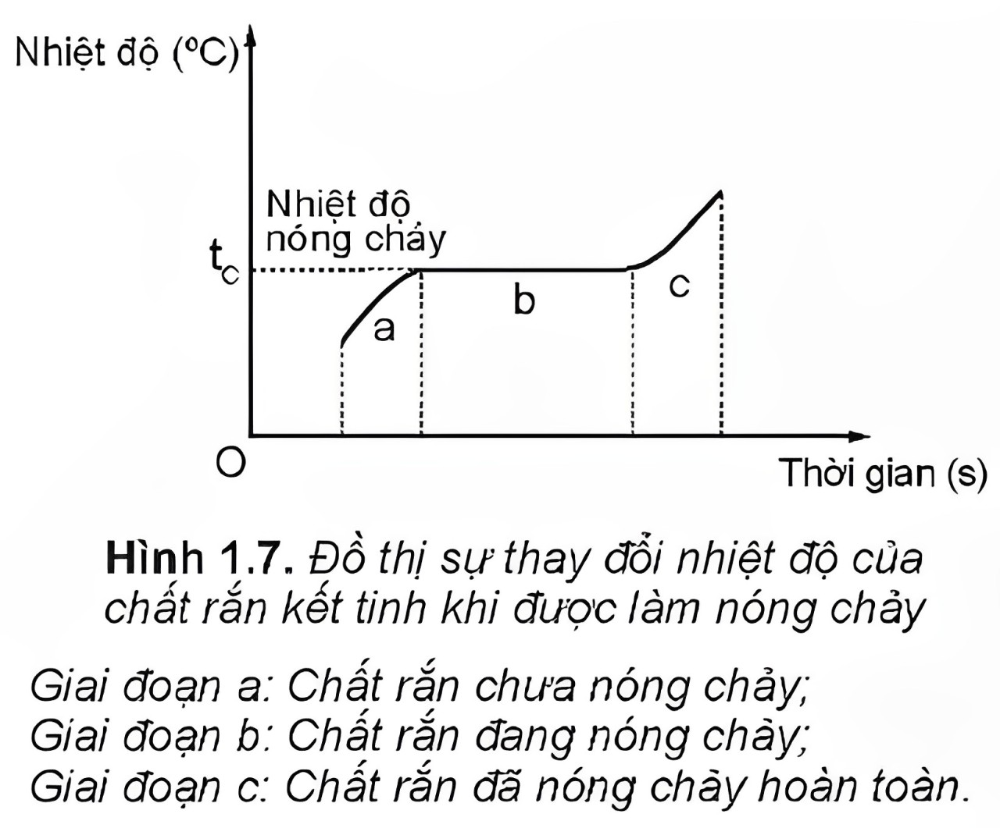 Nhiệt độ (ºC)
Nhiệt độ
nóng chảy
t_c
a
b
c
O
Thời gian (s)
Hình 1.7. Đồ thị sự thay đổi nhiệt độ của
chất rắn kết tinh khi được làm nóng chảy
Giai đoạn a: Chất rắn chưa nóng chảy;
Giai đoạn b: Chất rắn đang nóng chảy;
Giai đoạn c: Chất rắn đã nóng chảy hoàn toàn.